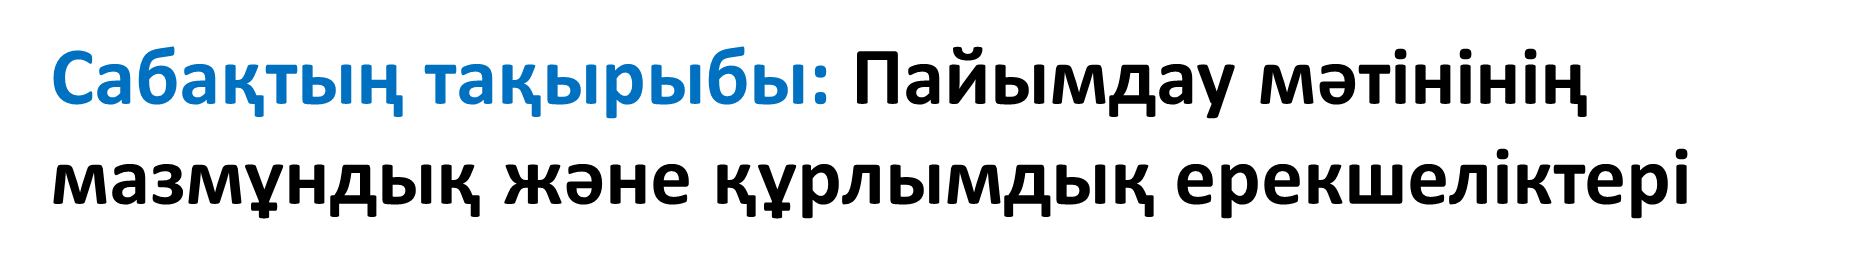 Сабақтың тақырыбы: Пайымдау мәтінінің
мазмұндық және құрлымдық ерекшеліктері